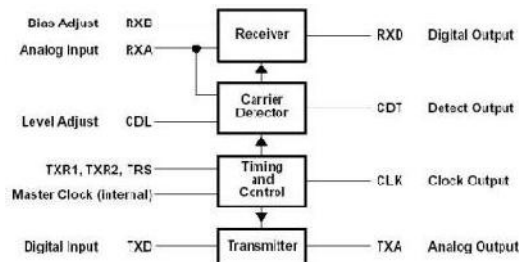 Bias Adjust RXD
Receiver
RXD Digital Output
Analog Input RXA
Carrier Detector
CDT Detect Output
Level Adjust CDL
TXR1, TXR2, TRS
Timing and Control
CLK Clock Output
Master Clock (internal)
Digital Input TXD
Transmitter
TXA Analog Output